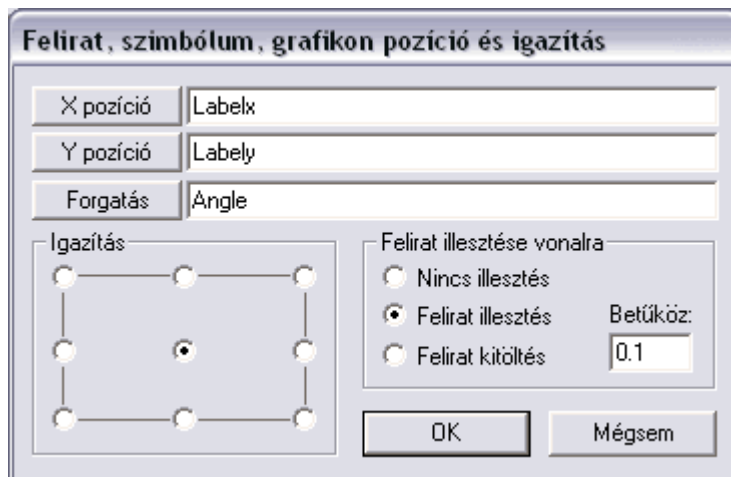 Felirat, szimbólum, grafikon pozíció és igazítás
X pozíció Labelx
Y pozíció Labely
Forgatás Angle
Igazítás
Felirat illesztése vonalra
Nincs illesztés
Felirat illesztés
Felirat kitöltés
Betűköz:
0.1
OK Mégsem